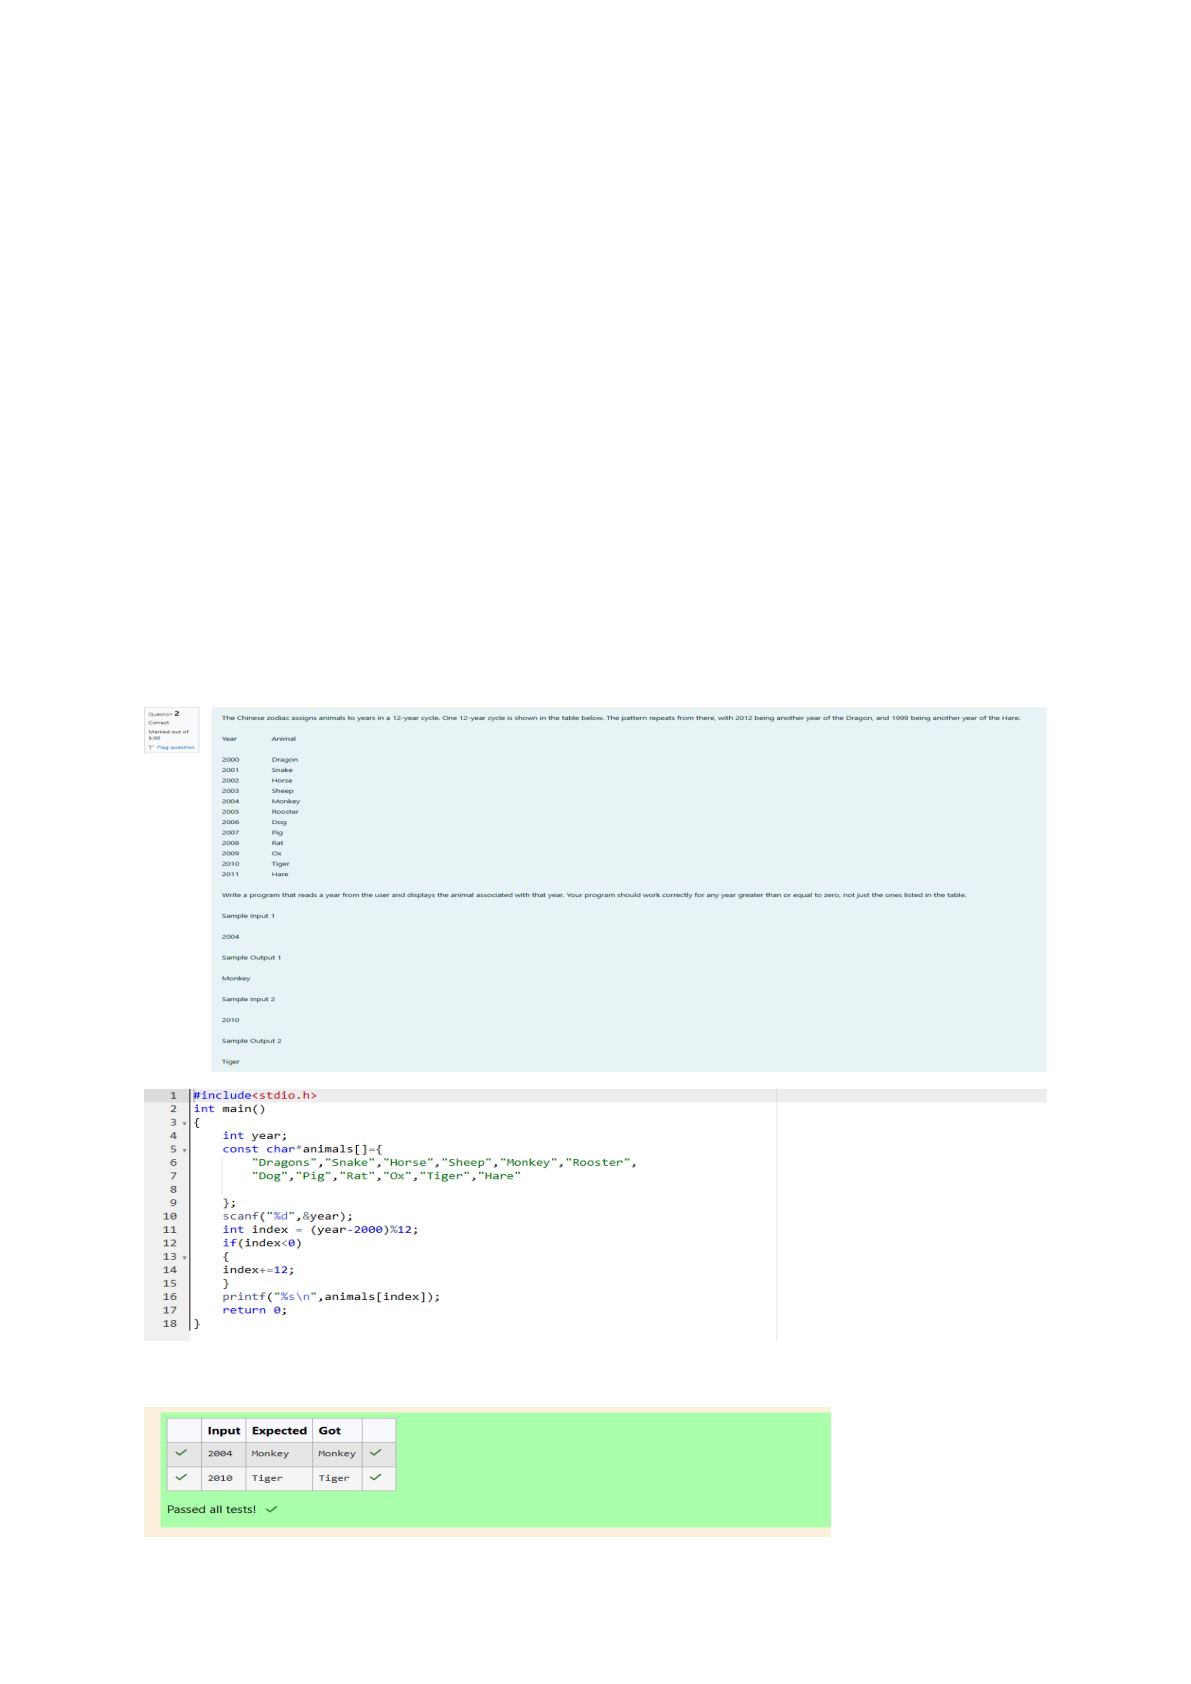 Question 2
Correct
Marked out of
5.00
Flag question
The Chinese zodiac assigns animals to years in a 12-year cycle. One 12-year cycle is shown in the table below. The pattern repeats from there, with 2012 being another year of the Dragon, and 1999 being another year of the Hare.
Year Animal
2000 Dragon
2001 Snake
2002 Horse
2003 Sheep
2004 Monkey
2005 Rooster
2006 Dog
2007 Pig
2008 Rat
2009 Ox
2010 Tiger
2011 Hare
Write a program that reads a year from the user and displays the animal associated with that year. Your program should work correctly for any year greater than or equal to zero, not just the ones listed in the table.
Sample Input 1
2004
Sample Output 1
Monkey
Sample Input 2
2010
Sample Output 2
Tiger
1 #include<stdio.h>
2 int main()
3 {
4 int year;
5 const char*animals[]={
6 "Dragons","Snake","Horse","Sheep","Monkey","Rooster",
7 "Dog","Pig","Rat","Ox","Tiger","Hare"
8
9 };
10 scanf("%d",&year);
11 int index = (year-2000)%12;
12 if(index<0)
13 {
14 index+=12;
15 }
16 printf("%s\n",animals[index]);
17 return 0;
18 }
Input Expected Got
2004 Monkey Monkey
2010 Tiger Tiger
Passed all tests!